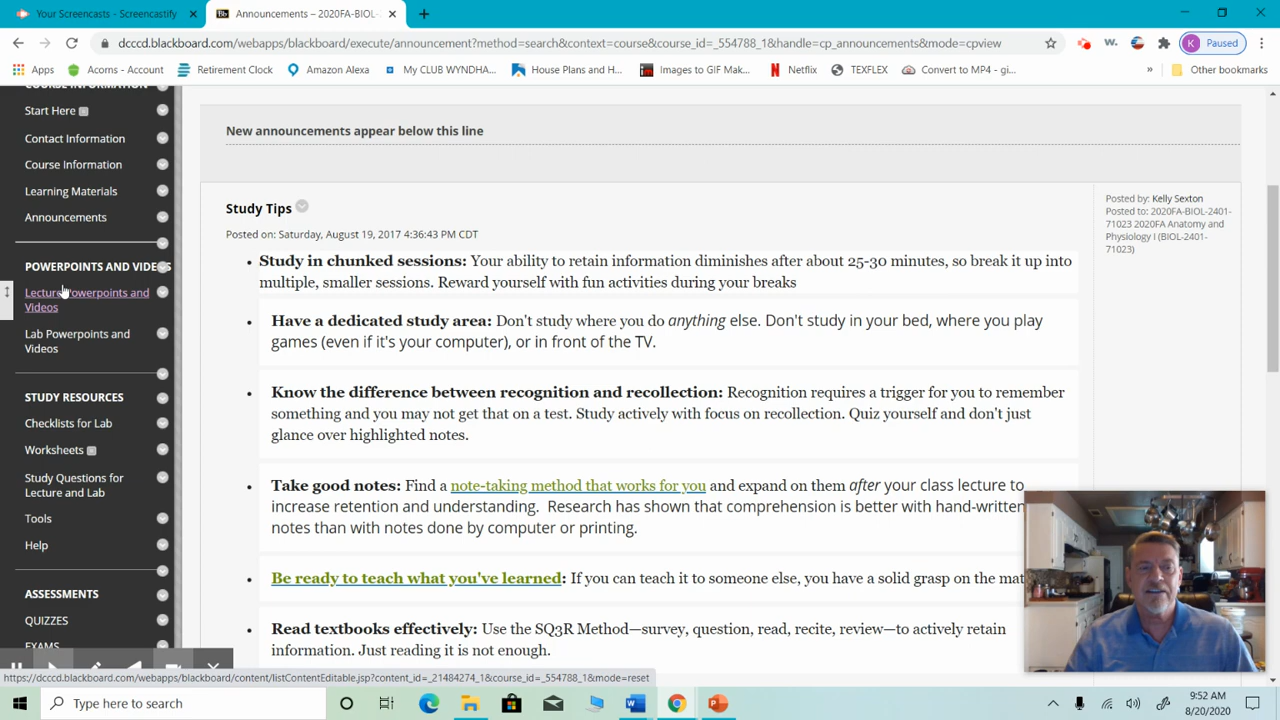 Your Screencasts - Screencastify
Announcements – 2020FA-BIOL-
dcccd.blackboard.com/webapps/blackboard/execute/announcement?method=search&context=course&course_id=_554788_1&handle=cp_announcements&mode=cpview
W.
K Paused
Apps
Acorns - Account
Retirement Clock
Amazon Alexa
My CLUB WYNDHA...
House Plans and H...
Images to GIF Mak...
Netflix
TEXFLEX
Convert to MP4 - gi...
»
Other bookmarks
COURSE INFORMATION
Start Here
Contact Information
Course Information
Learning Materials
Announcements
POWERPOINTS AND VIDEOS
Lecture Powerpoints and
Videos
Lab Powerpoints and
Videos
STUDY RESOURCES
Checklists for Lab
Worksheets
Study Questions for
Lecture and Lab
Tools
Help
ASSESSMENTS
QUIZZES
EXAMS
New announcements appear below this line
Study Tips
Posted on: Saturday, August 19, 2017 4:36:43 PM CDT
• Study in chunked sessions: Your ability to retain information diminishes after about 25-30 minutes, so break it up into
multiple, smaller sessions. Reward yourself with fun activities during your breaks
• Have a dedicated study area: Don't study where you do anything else. Don't study in your bed, where you play
games (even if it's your computer), or in front of the TV.
• Know the difference between recognition and recollection: Recognition requires a trigger for you to remember
something and you may not get that on a test. Study actively with focus on recollection. Quiz yourself and don't just
glance over highlighted notes.
• Take good notes: Find a note-taking method that works for you and expand on them after your class lecture to
increase retention and understanding. Research has shown that comprehension is better with hand-written
notes than with notes done by computer or printing.
• Be ready to teach what you've learned: If you can teach it to someone else, you have a solid grasp on the mat
• Read textbooks effectively: Use the SQ3R Method—survey, question, read, recite, review—to actively retain
information. Just reading it is not enough.
Posted by: Kelly Sexton
Posted to: 2020FA-BIOL-2401-
71023 2020FA Anatomy and
Physiology I (BIOL-2401-
71023)
https://dcccd.blackboard.com/webapps/blackboard/content/listContentEditable.jsp?content_id=_21484274_1&course_id=_554788_1&mode=reset
Type here to search
9:52 AM
8/20/2020